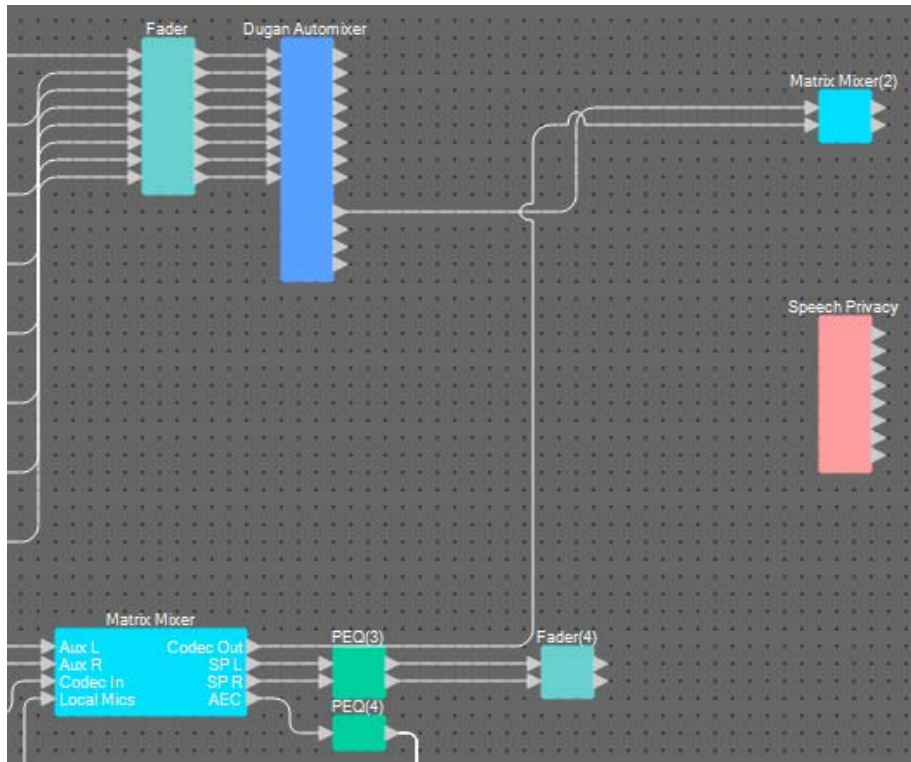 Fader
Dugan Automixer
Matrix Mixer(2)
Speech Privacy
Matrix Mixer
Aux L
Codec Out
Aux R
SP L
Codec In
SP R
Local Mics
AEC
PEQ(3)
Fader(4)
PEQ(4)